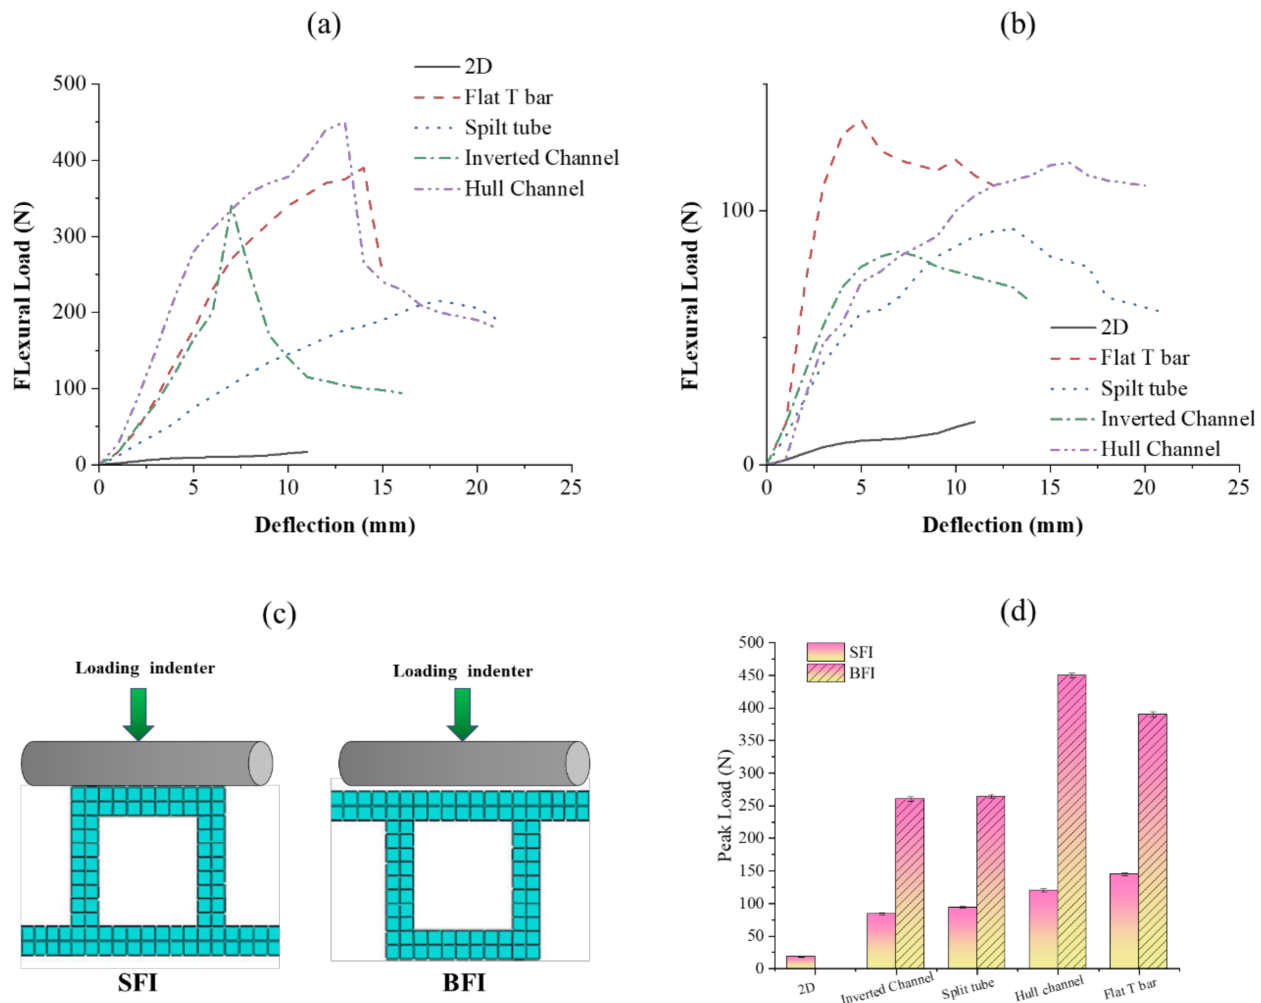 (a)
500
400
300
200
100
0
0
5
10
15
20
25
FLexural Load (N)
Deflection (mm)
2D
Flat T bar
Spilt tube
Inverted Channel
Hull Channel
(b)
100
0
0
5
10
15
20
25
FLexural Load (N)
Deflection (mm)
2D
Flat T bar
Spilt tube
Inverted Channel
Hull Channel
(c)
Loading indenter
Loading indenter
SFI
BFI
(d)
500
450
400
350
300
250
200
150
100
50
0
Peak Load (N)
SFI
BFI
2D
Inverted Channel
Split tube
Hull channel
Flat T bar